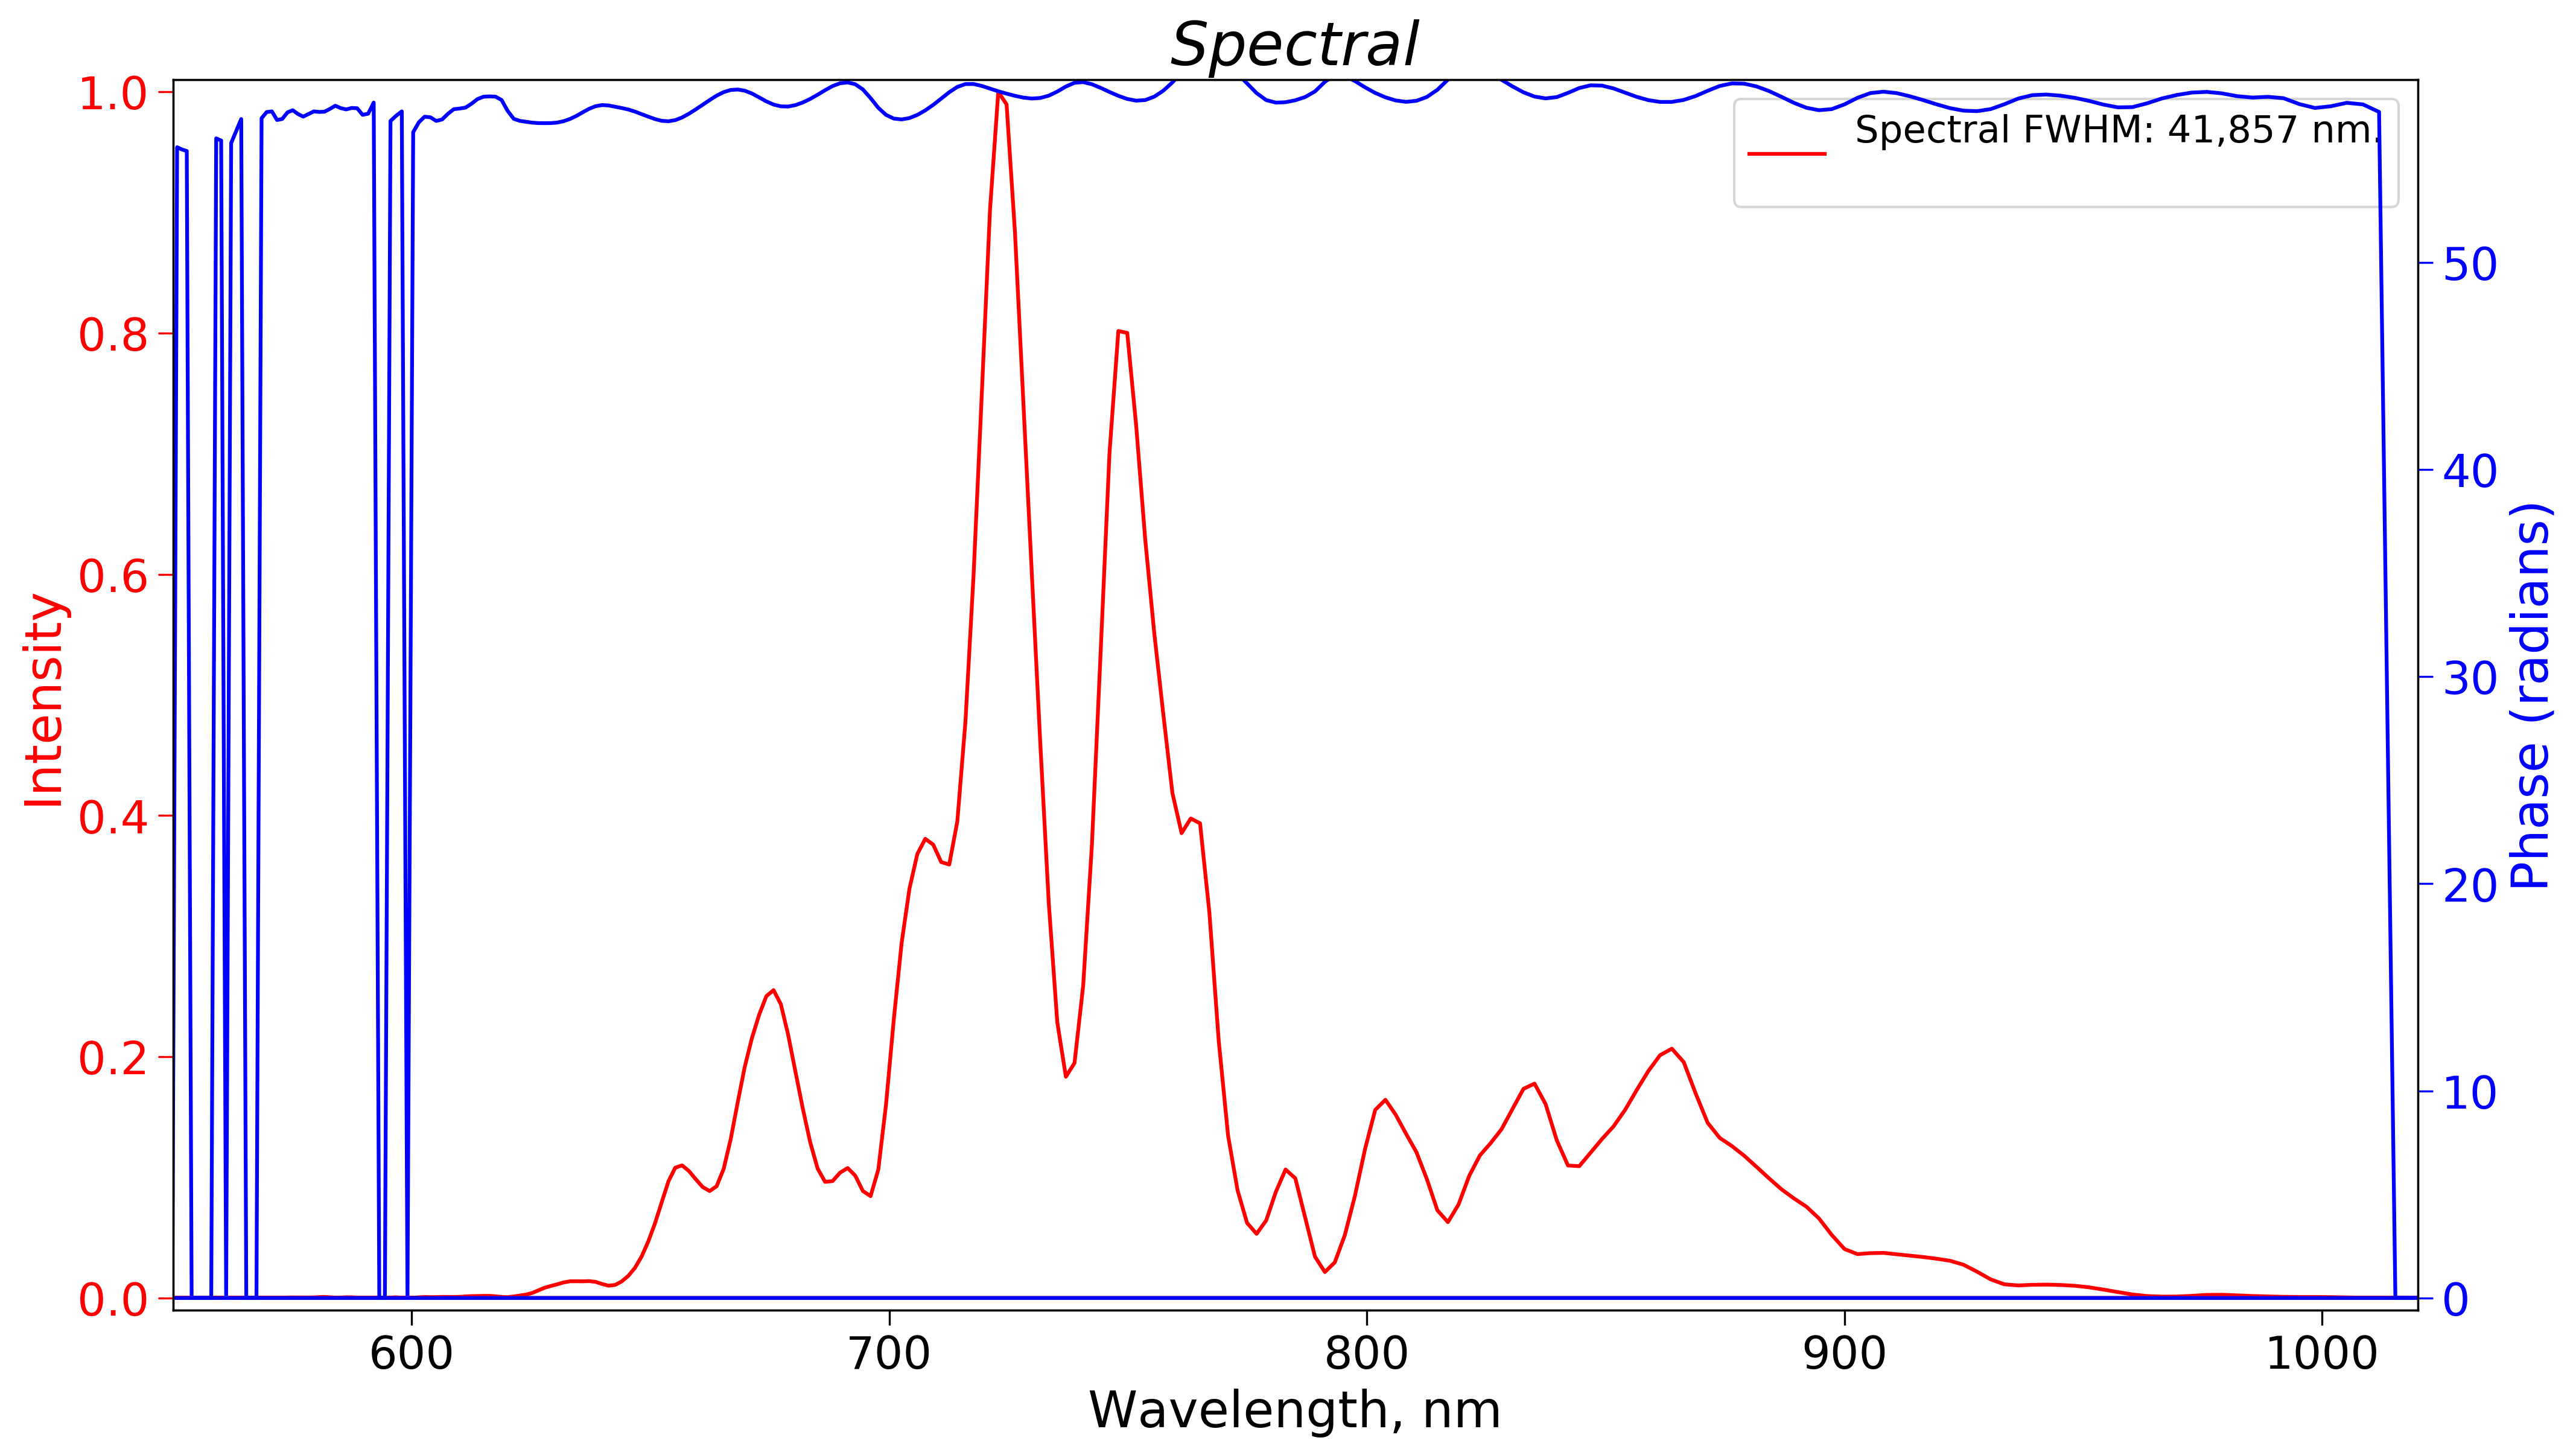 Spectral
1.0
0.8
0.6
0.4
0.2
0.0
Intensity
Spectral FWHM: 41,857 nm.
50
40
30
20
10
0
Phase (radians)
600 700 800 900 1000
Wavelength, nm